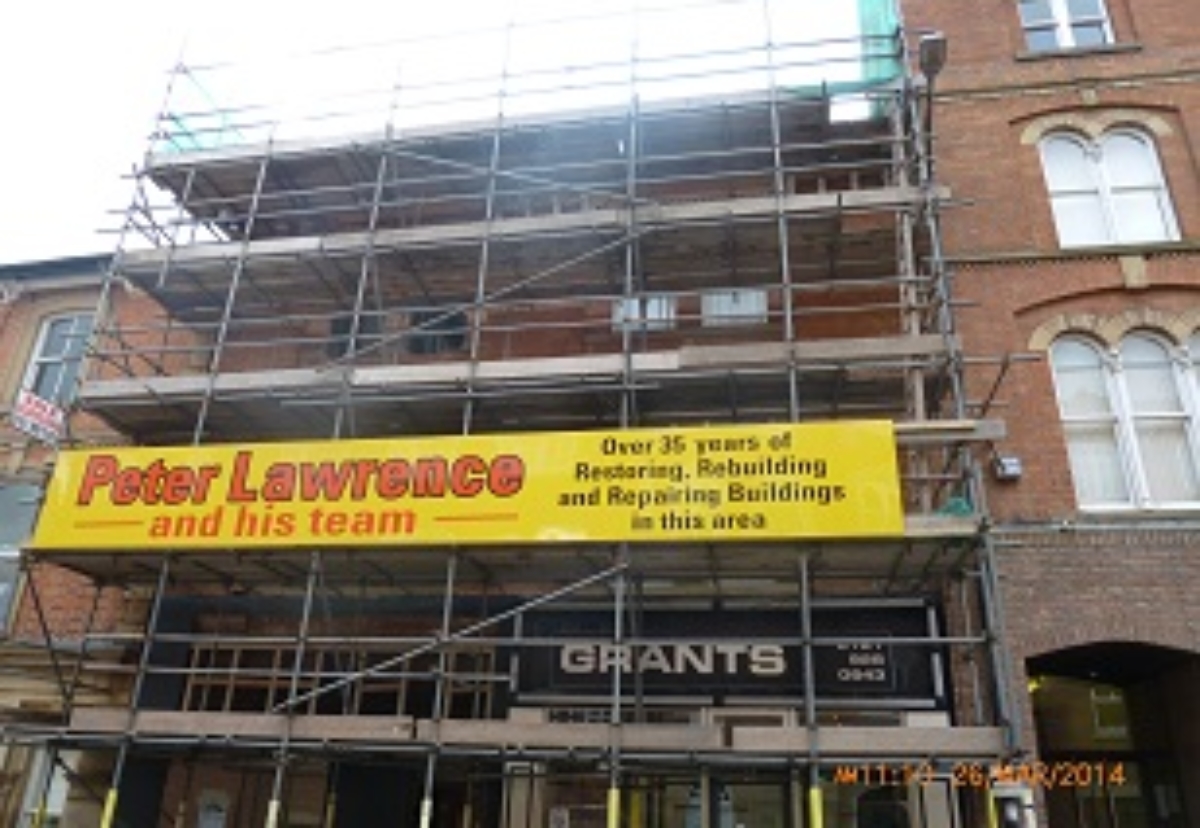 Peter Lawrence
and his team
Over 35 years of
Restoring, Rebuilding
and Repairing Buildings
in this area
GRANTS
AM11:13 26/MAR/2014